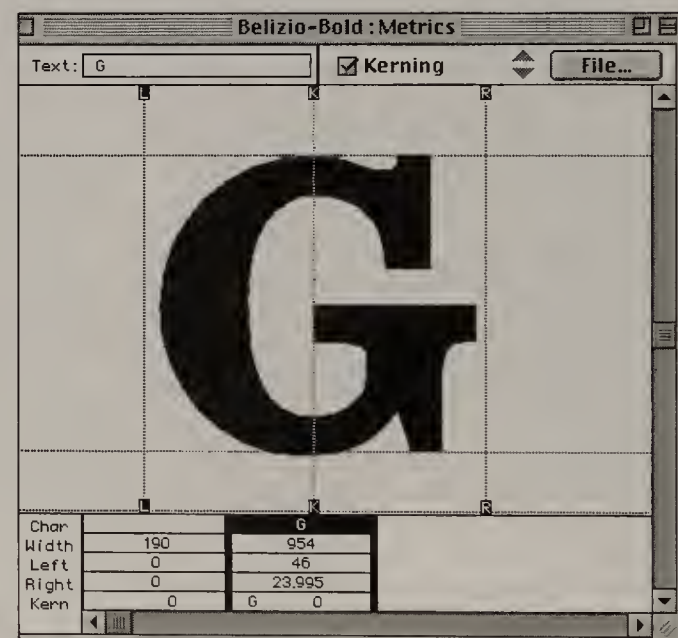 Belizio-Bold : Metrics
Text: G Kerning File...
L K R
G
L K R
Char G
Width 190 954
Left 0 46
Right 0 23.995
Kern 0 G 0